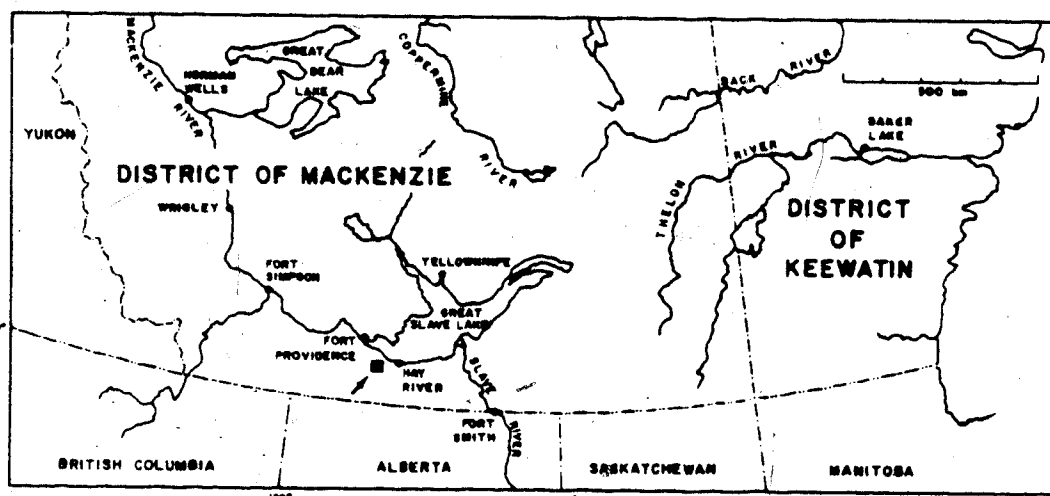 MACKENZIE RIVER
NORMAN
WELLS
GREAT
BEAR
LAKE
COPPERMINE
RIVER
BACK RIVER
500 km
YUKON
BAKER
LAKE
RIVER
THELON
DISTRICT OF MACKENZIE
WRIGLEY
DISTRICT
OF
KEEWATIN
FORT
SIMPSON
YELLOWKNIFE
GREAT
SLAVE LAKE
FORT
PROVIDENCE
HAY
RIVER
SLAVE
RIVER
FORT
SMITH
BRITISH COLUMBIA
ALBERTA
SASKATCHEWAN
MANITOBA